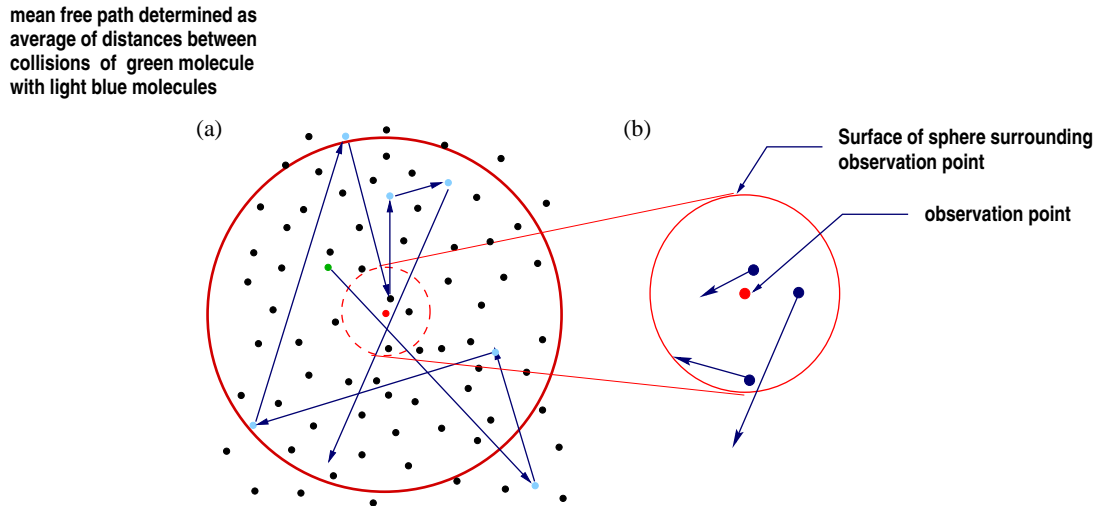 mean free path determined as
average of distances between
collisions of green molecule
with light blue molecules
(a)
(b)
Surface of sphere surrounding
observation point
observation point